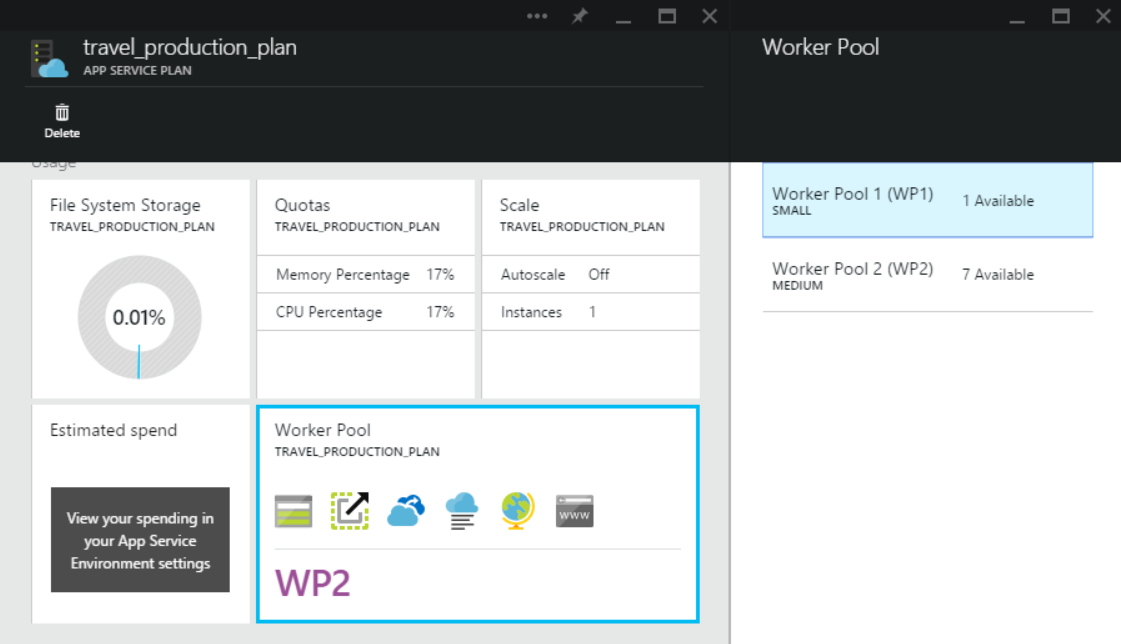 travel_production_plan
APP SERVICE PLAN
Delete
Usage
File System Storage
TRAVEL_PRODUCTION_PLAN
0.01%
Quotas
TRAVEL_PRODUCTION_PLAN
Memory Percentage 17%
CPU Percentage 17%
Scale
TRAVEL_PRODUCTION_PLAN
Autoscale Off
Instances 1
Estimated spend
View your spending in
your App Service
Environment settings
Worker Pool
TRAVEL_PRODUCTION_PLAN
www
WP2
Worker Pool
Worker Pool 1 (WP1) 1 Available
SMALL
Worker Pool 2 (WP2) 7 Available
MEDIUM